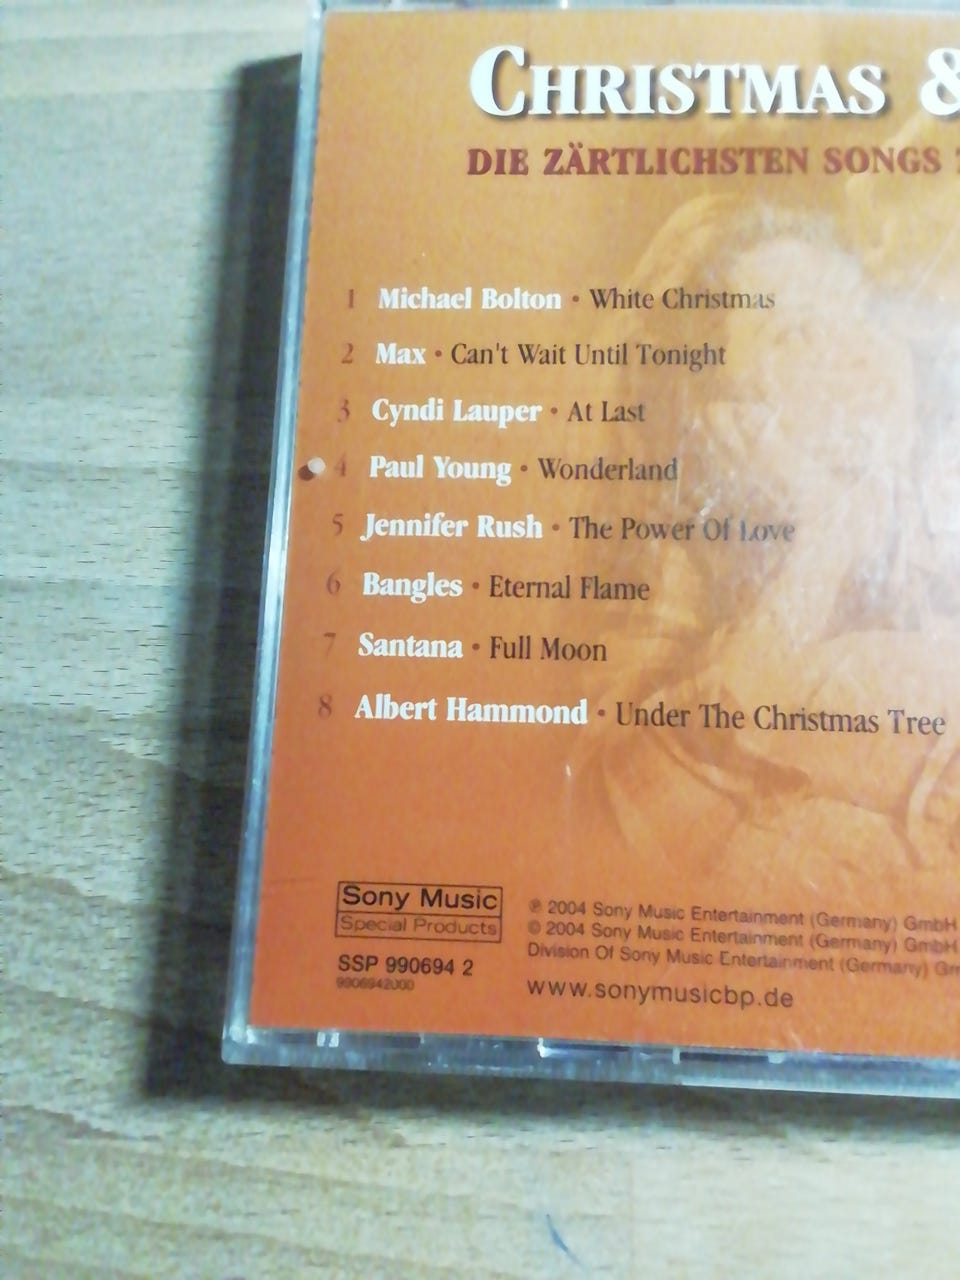 CHRISTMAS &
DIE ZÄRTLICHSTEN SONGS
1 Michael Bolton • White Christmas
2 Max • Can't Wait Until Tonight
3 Cyndi Lauper • At Last
4 Paul Young • Wonderland
5 Jennifer Rush • The Power Of Love
6 Bangles • Eternal Flame
7 Santana • Full Moon
8 Albert Hammond • Under The Christmas Tree
Sony Music
Special Products
SSP 990694 2
9906942000
℗ 2004 Sony Music Entertainment (Germany) GmbH
© 2004 Sony Music Entertainment (Germany) GmbH
Division Of Sony Music Entertainment (Germany)
www.sonymusicbp.de